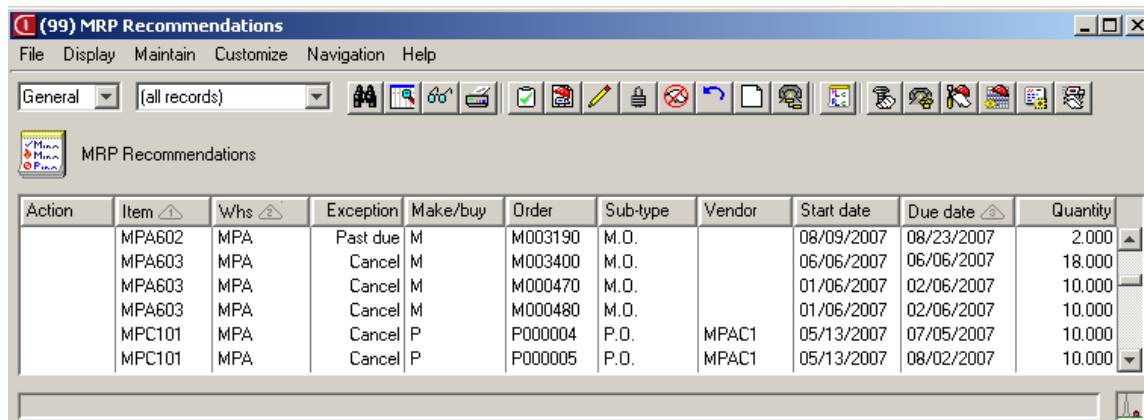 (99) MRP Recommendations
File Display Maintain Customize Navigation Help
General (all records)
MRP Recommendations
Action Item 1 Whs 2 Exception Make/buy Order Sub-type Vendor Start date Due date 3 Quantity
MPA602 MPA Past due M M003190 M.O. 08/09/2007 08/23/2007 2.000
MPA603 MPA Cancel M M003400 M.O. 06/06/2007 06/06/2007 18.000
MPA603 MPA Cancel M M000470 M.O. 01/06/2007 02/06/2007 10.000
MPA603 MPA Cancel M M000480 M.O. 01/06/2007 02/06/2007 10.000
MPC101 MPA Cancel P P000004 P.O. MPAC1 05/13/2007 07/05/2007 10.000
MPC101 MPA Cancel P P000005 P.O. MPAC1 05/13/2007 08/02/2007 10.000